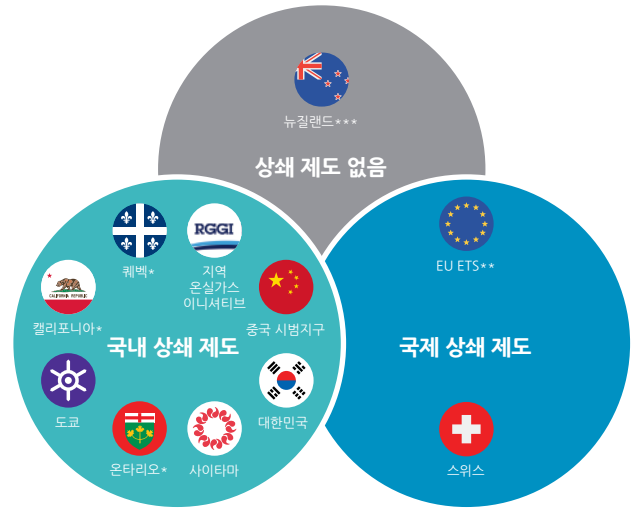 뉴질랜드***
상쇄 제도 없음
퀘벡*
RGGI
지역
온실가스
이니셔티브
EU ETS**
CALIFORNIA REPUBLIC
캘리포니아*
중국 시범지구
국내 상쇄 제도
국제 상쇄 제도
도쿄
대한민국
온타리오*
사이타마
스위스